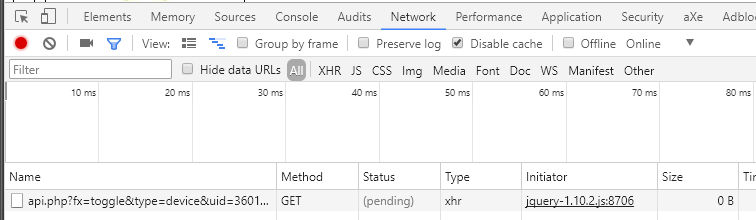 Elements Memory Sources Console Audits Network Performance Application Security aXe Adblo
View: Group by frame Preserve log Disable cache Offline Online
Filter Hide data URLs All XHR JS CSS Img Media Font Doc WS Manifest Other
10 ms 20 ms 30 ms 40 ms 50 ms 60 ms 70 ms 80 ms
Name Method Status Type Initiator Size Tir
api.php?fx=toggle&type=device&uid=3601... GET (pending) xhr jquery-1.10.2.js:8706 0 B